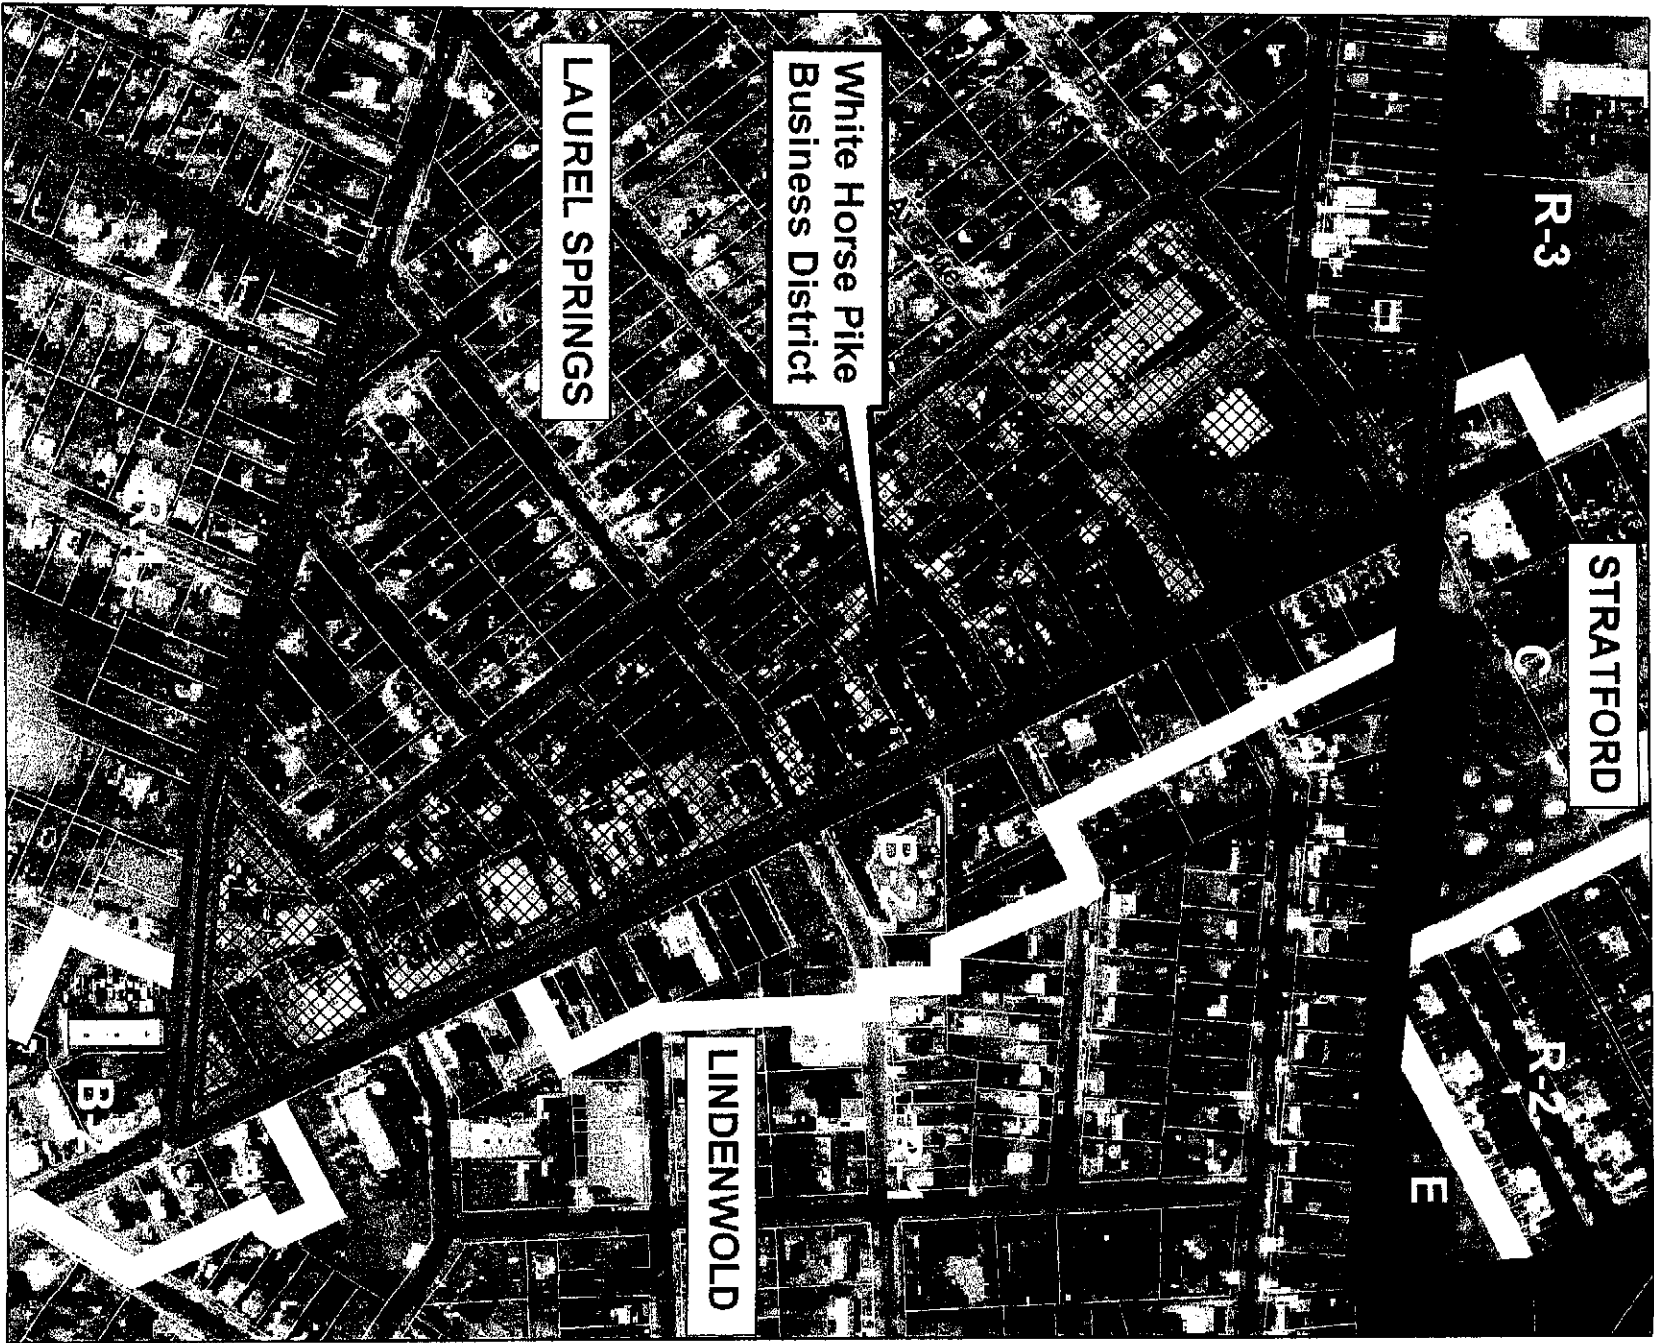 R-3
STRATFORD
C
R-2
E
White Horse Pike
Business District
LAUREL SPRINGS
B-2
LINDENWOLD